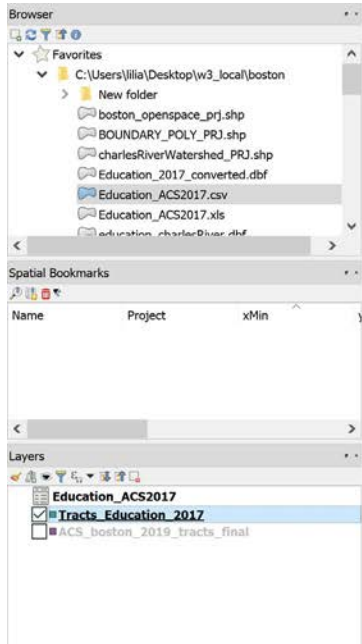 Browser
Favorites
C:\Users\lilia\Desktop\w3_local\boston
New folder
boston_openspace_prj.shp
BOUNDARY_POLY_PRJ.shp
charlesRiverWatershed_PRJ.shp
Education_2017_converted.dbf
Education_ACS2017.csv
Education_ACS2017.xls
education_charlesRiver.dbf
Spatial Bookmarks
Name Project xMin y
Layers
Education_ACS2017
Tracts_Education_2017
ACS_boston_2019_tracts_final